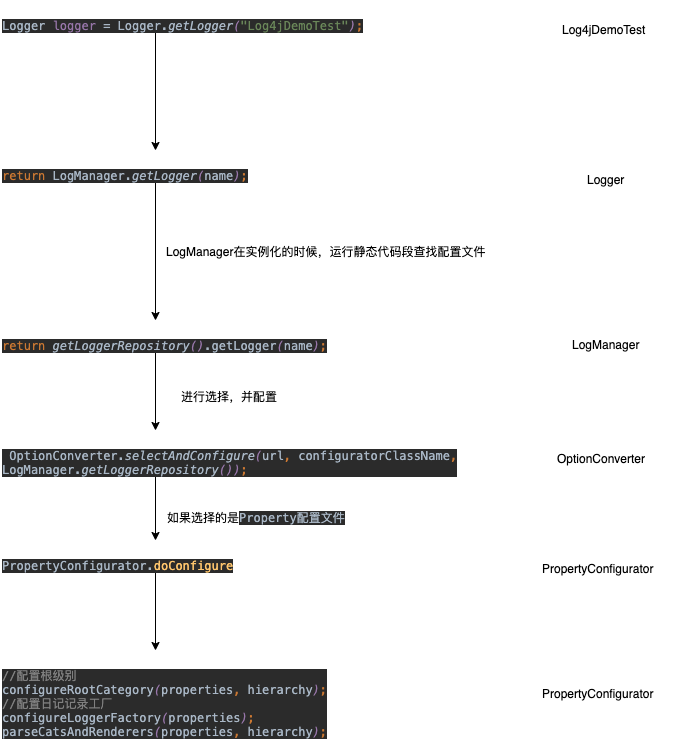 Logger logger = Logger.getLogger("Log4jDemoTest");
Log4jDemoTest
return LogManager.getLogger(name);
Logger
LogManager在实例化的时候，运行静态代码段查找配置文件
return getLoggerRepository().getLogger(name);
LogManager
进行选择，并配置
OptionConverter.selectAndConfigure(url, configuratorClassName,
LogManager.getLoggerRepository());
OptionConverter
如果选择的是Property配置文件
PropertyConfigurator.doConfigure
PropertyConfigurator
//配置根级别
configureRootCategory(properties, hierarchy);
//配置日记记录工厂
configureLoggerFactory(properties);
parseCatsAndRenderers(properties, hierarchy);
PropertyConfigurator